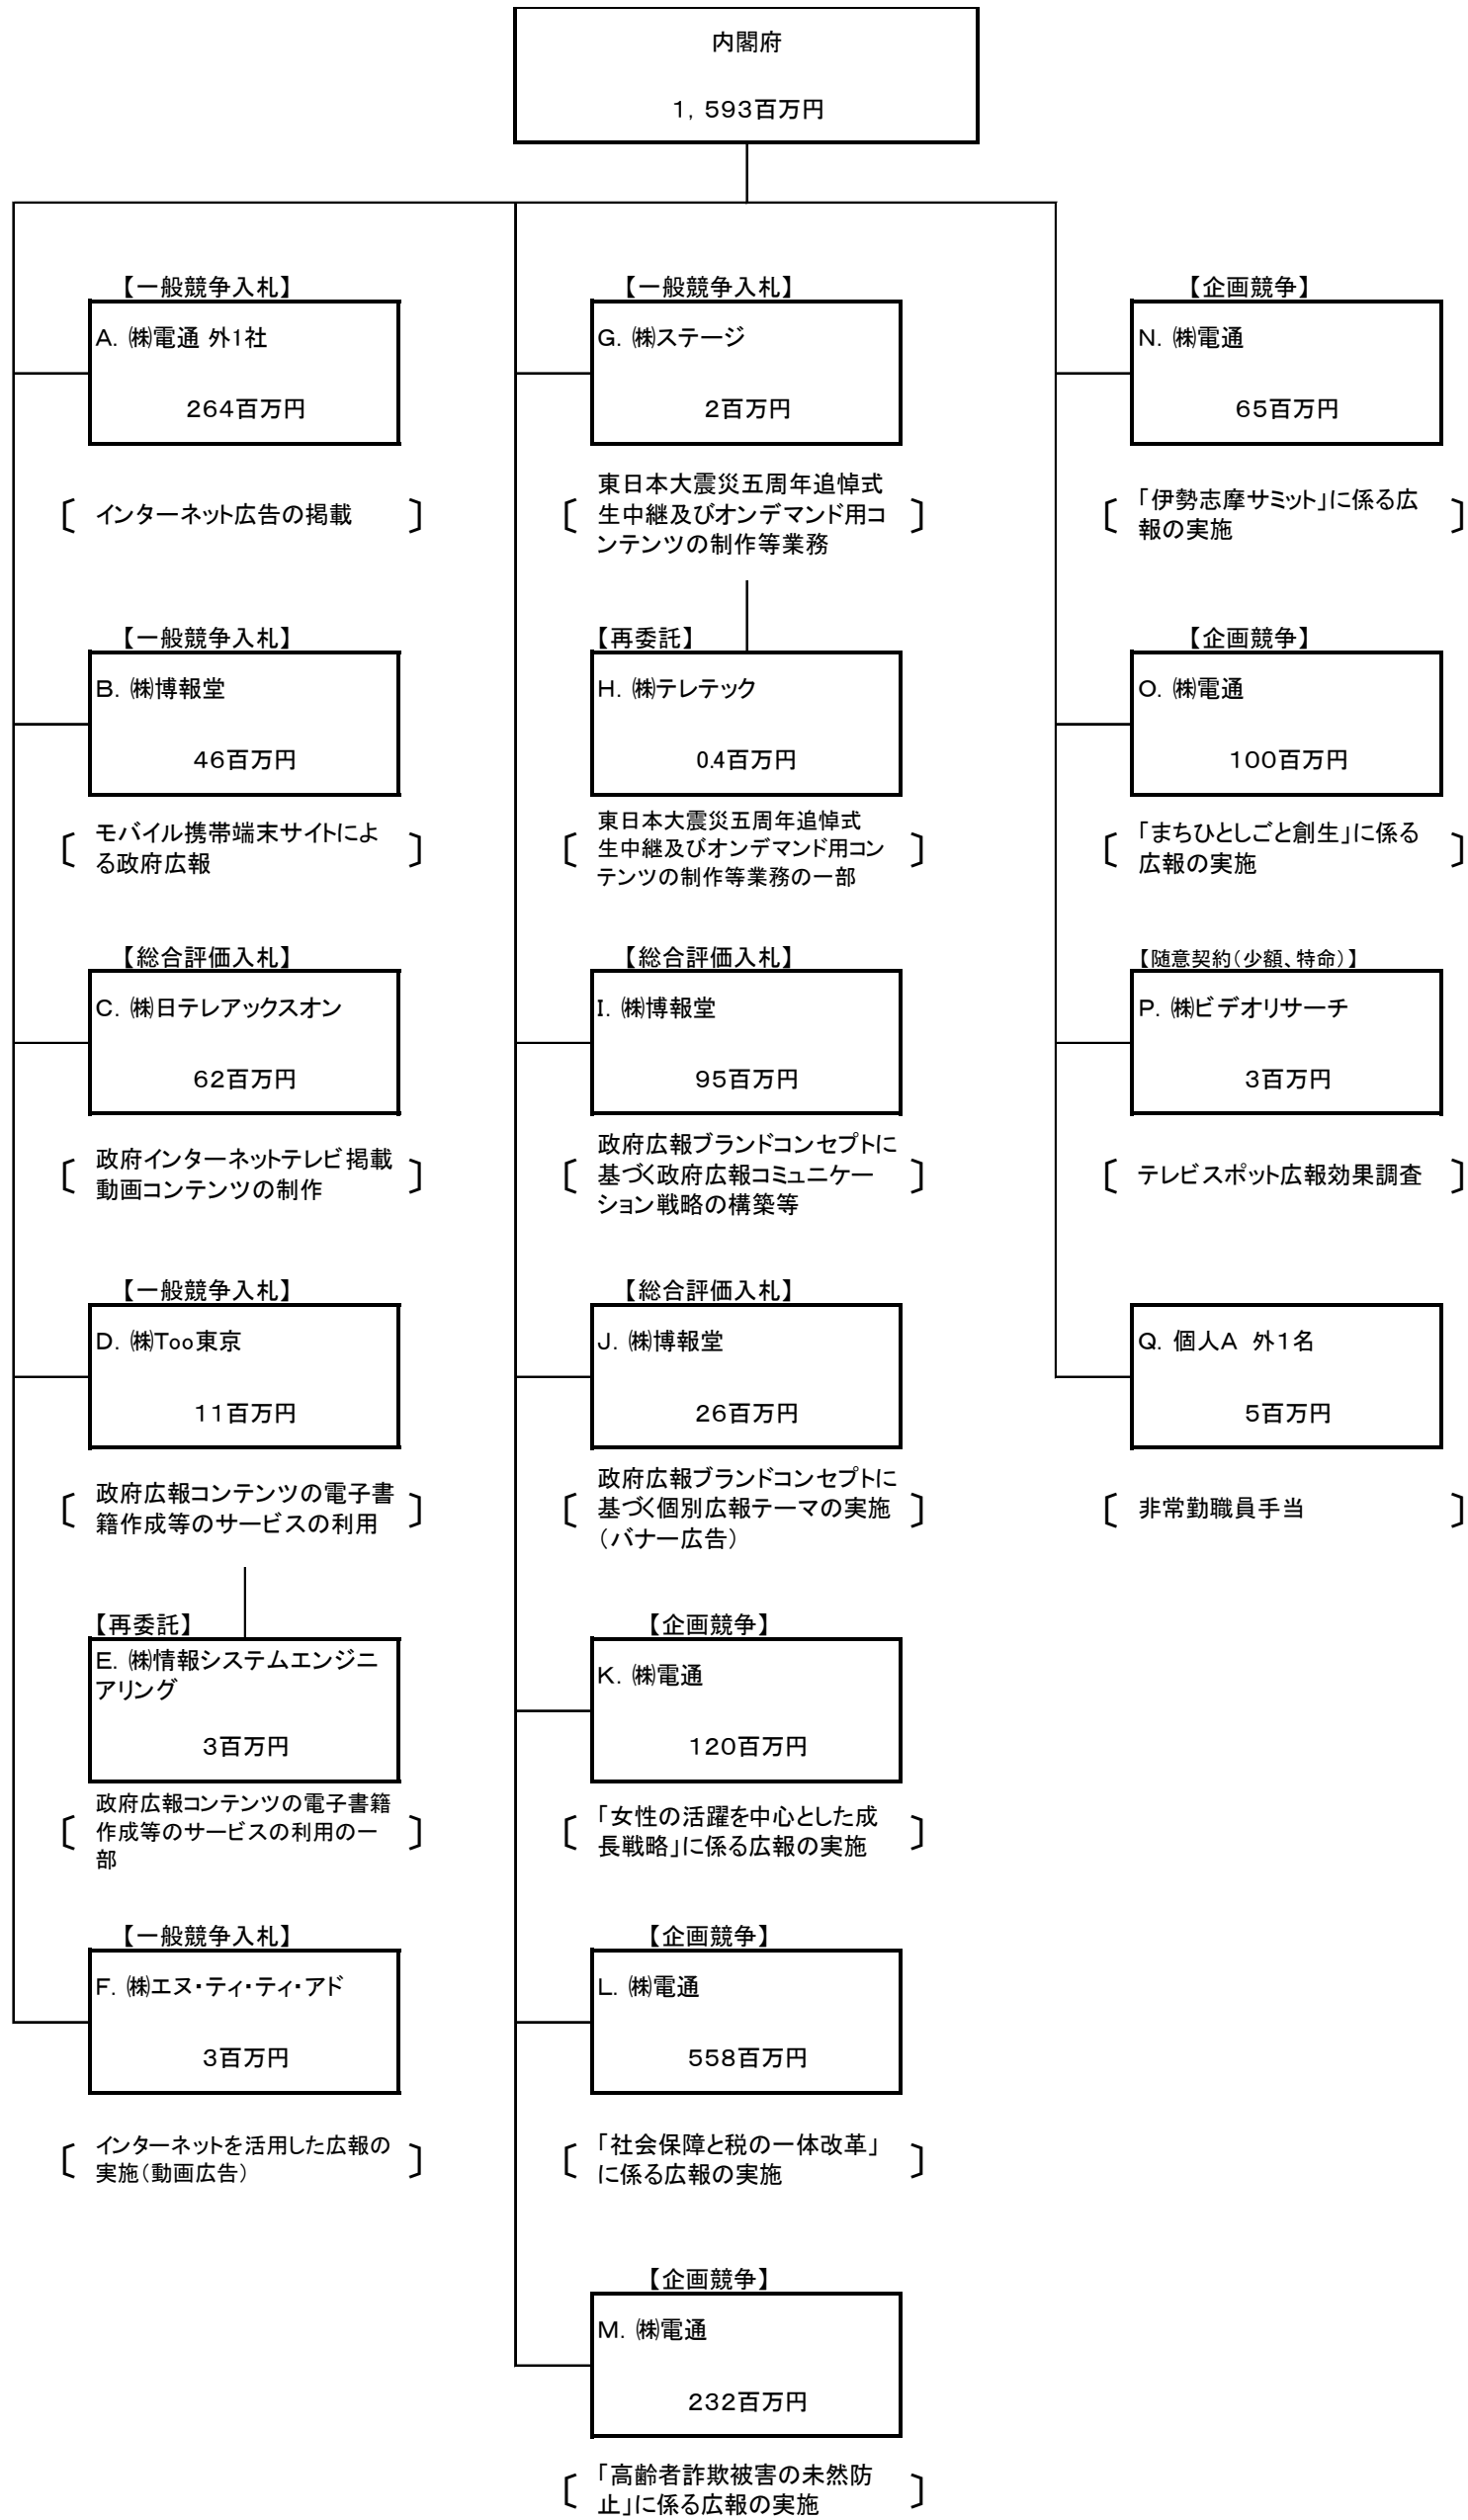 内閣府
1，593百万円
【一般競争入札】
A. ㈱電通 外1社
264百万円
インターネット広告の掲載
【一般競争入札】
B. ㈱博報堂
46百万円
モバイル携帯端末サイトによ
る政府広報
【総合評価入札】
C. ㈱日テレアックスオン
62百万円
政府インターネットテレビ掲載
動画コンテンツの制作
【一般競争入札】
D. ㈱Too東京
11百万円
政府広報コンテンツの電子書
籍作成等のサービスの利用
【再委託】
E. ㈱情報システムエンジニ
アリング
3百万円
政府広報コンテンツの電子書籍
作成等のサービスの利用の一
部
【一般競争入札】
F. ㈱エヌ・ティ・ティ・アド
3百万円
インターネットを活用した広報の
実施（動画広告）
【一般競争入札】
G. ㈱ステージ
2百万円
東日本大震災五周年追悼式
生中継及びオンデマンド用コ
ンテンツの制作等業務
【再委託】
H. ㈱テレテック
0.4百万円
東日本大震災五周年追悼式
生中継及びオンデマンド用コン
テンツの制作等業務の一部
【総合評価入札】
I. ㈱博報堂
95百万円
政府広報ブランドコンセプトに
基づく政府広報コミュニケー
ション戦略の構築等
【総合評価入札】
J. ㈱博報堂
26百万円
政府広報ブランドコンセプトに
基づく個別広報テーマの実施
（バナー広告）
【企画競争】
K. ㈱電通
120百万円
「女性の活躍を中心とした成
長戦略」に係る広報の実施
【企画競争】
L. ㈱電通
558百万円
「社会保障と税の一体改革」
に係る広報の実施
【企画競争】
M. ㈱電通
232百万円
「高齢者詐欺被害の未然防
止」に係る広報の実施
【企画競争】
N. ㈱電通
65百万円
「伊勢志摩サミット」に係る広
報の実施
【企画競争】
O. ㈱電通
100百万円
「まちひとしごと創生」に係る
広報の実施
【随意契約（少額、特命）】
P. ㈱ビデオリサーチ
3百万円
テレビスポット広報効果調査
Q. 個人A 外1名
5百万円
非常勤職員手当